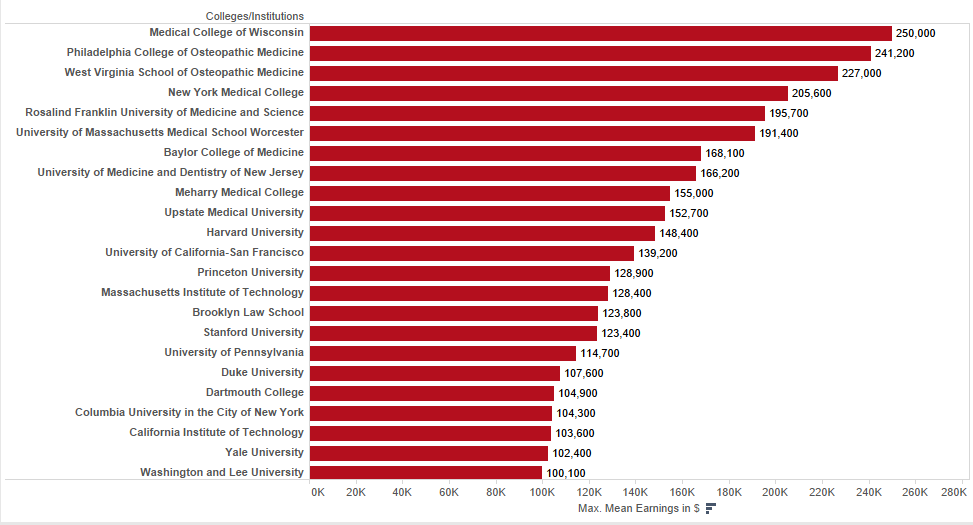 Colleges/Institutions
Medical College of Wisconsin 250,000
Philadelphia College of Osteopathic Medicine 241,200
West Virginia School of Osteopathic Medicine 227,000
New York Medical College 205,600
Rosalind Franklin University of Medicine and Science 195,700
University of Massachusetts Medical School Worcester 191,400
Baylor College of Medicine 168,100
University of Medicine and Dentistry of New Jersey 166,200
Meharry Medical College 155,000
Upstate Medical University 152,700
Harvard University 148,400
University of California-San Francisco 139,200
Princeton University 128,900
Massachusetts Institute of Technology 128,400
Brooklyn Law School 123,800
Stanford University 123,400
University of Pennsylvania 114,700
Duke University 107,600
Dartmouth College 104,900
Columbia University in the City of New York 104,300
California Institute of Technology 103,600
Yale University 102,400
Washington and Lee University 100,100
0K 20K 40K 60K 80K 100K 120K 140K 160K 180K 200K 220K 240K 260K 280K
Max. Mean Earnings in $